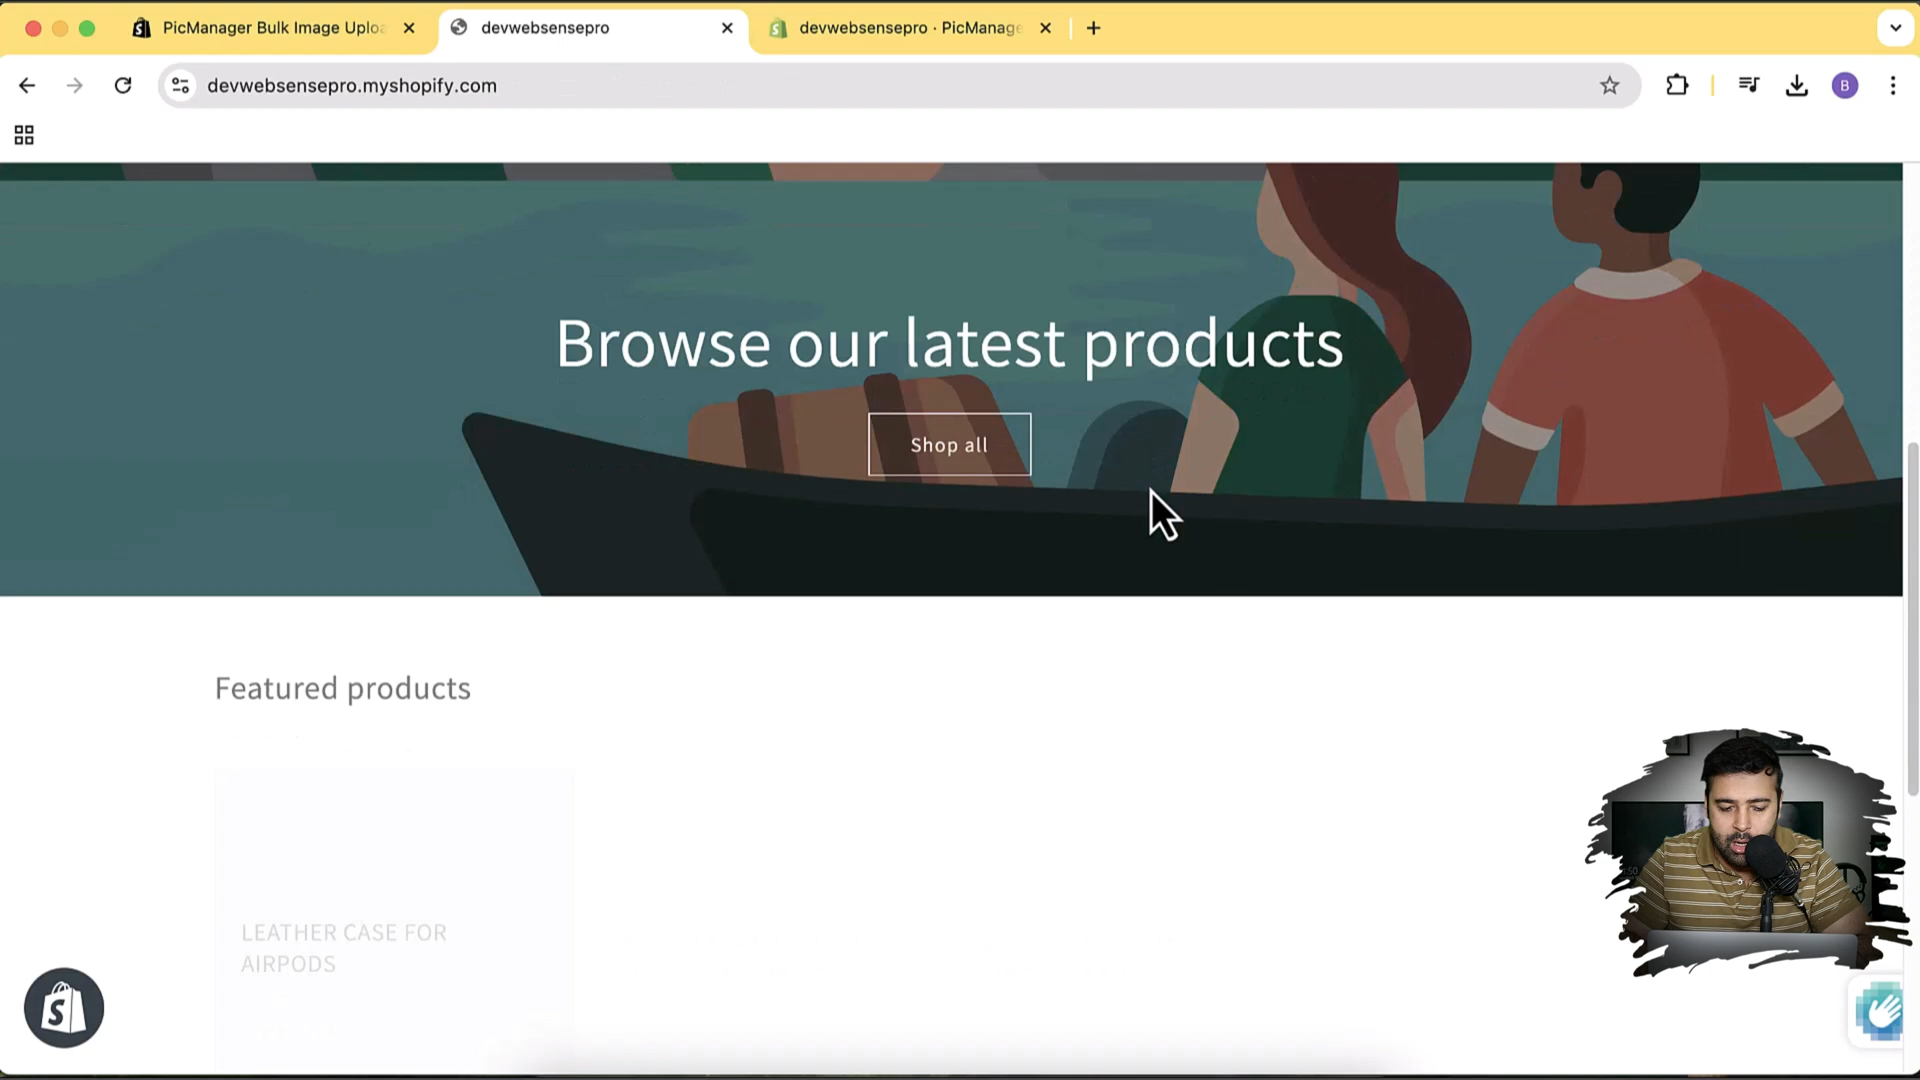 PicManager Bulk Image Uploa
devwebsensepro
devwebsensepro · PicManage
devwebsensepro.myshopify.com
B
Browse our latest products
Shop all
Featured products
LEATHER CASE FOR
AIRPODS